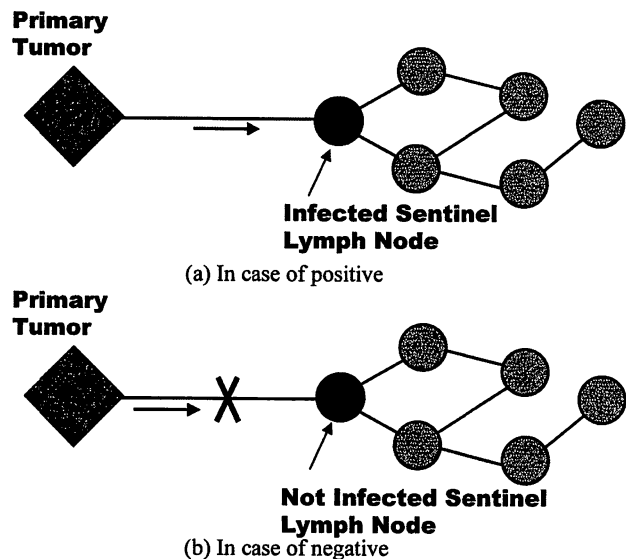 Primary
Tumor
Infected Sentinel
Lymph Node
(a) In case of positive
Primary
Tumor
Not Infected Sentinel
Lymph Node
(b) In case of negative